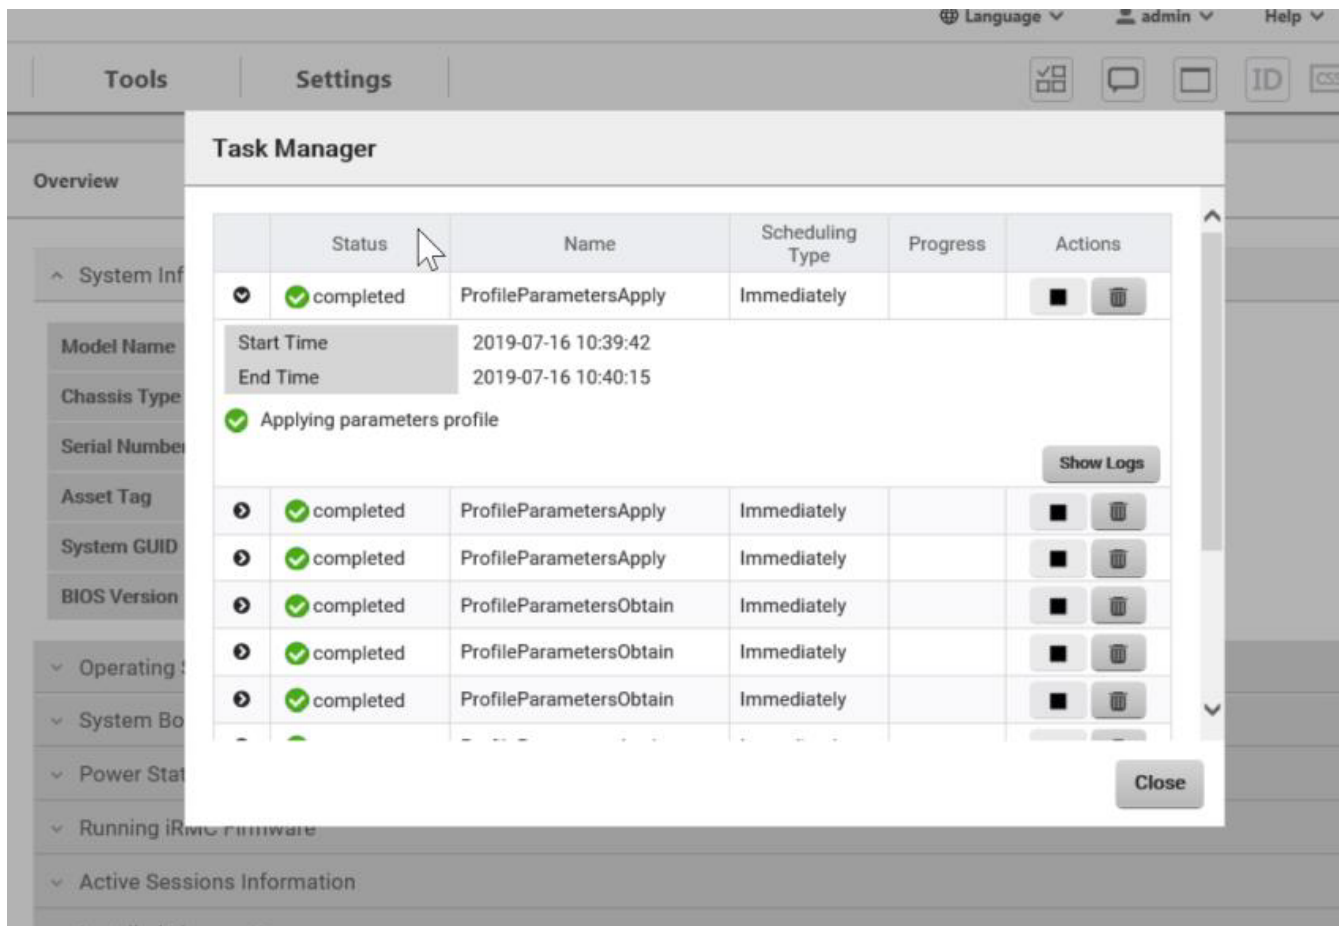 Language admin Help
Tools Settings ID CSS
Task Manager
Overview
Status Name Scheduling Type Progress Actions
System Inf
completed ProfileParametersApply Immediately
Model Name
Start Time 2019-07-16 10:39:42
End Time 2019-07-16 10:40:15
Chassis Type
Applying parameters profile
Serial Number
Show Logs
Asset Tag
completed ProfileParametersApply Immediately
System GUID
completed ProfileParametersApply Immediately
BIOS Version
completed ProfileParametersObtain Immediately
Operating
completed ProfileParametersObtain Immediately
System Bo
completed ProfileParametersObtain Immediately
Power Stat
Close
Running iRMC Firmware
Active Sessions Information